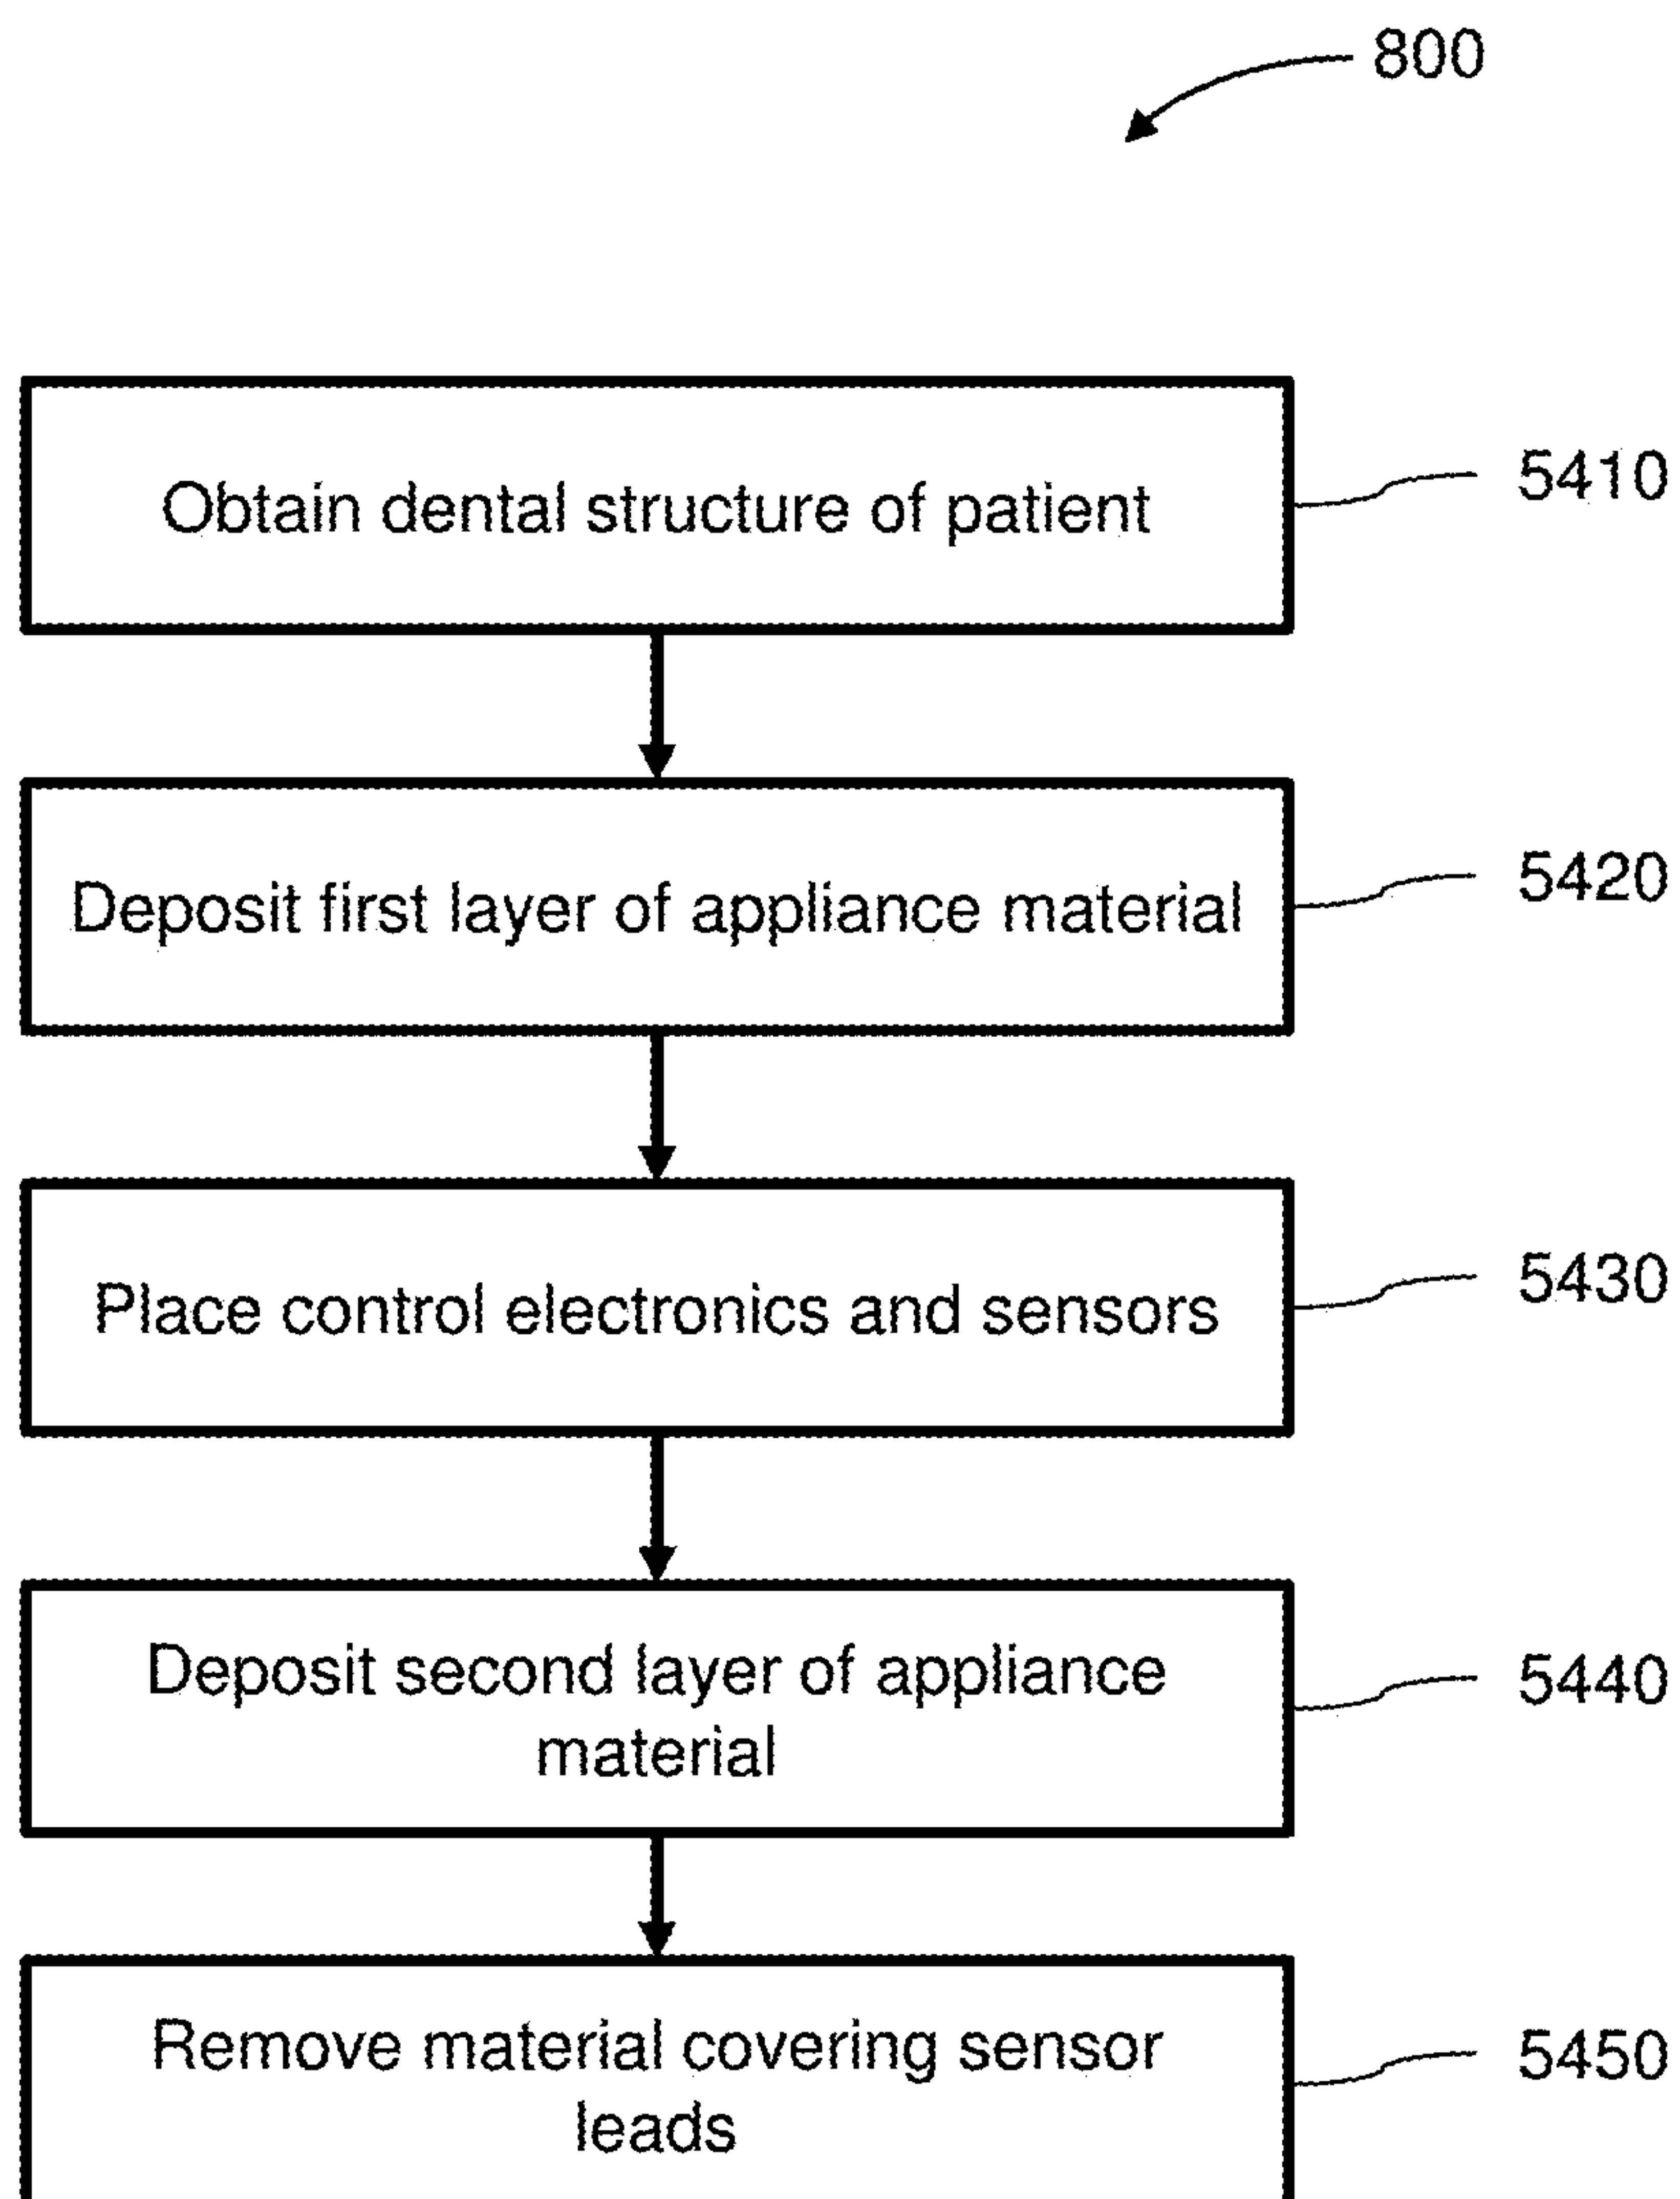 800
Obtain dental structure of patient
5410
Deposit first layer of appliance material
5420
Place control electronics and sensors
5430
Deposit second layer of appliance
material
5440
Remove material covering sensor
leads
5450